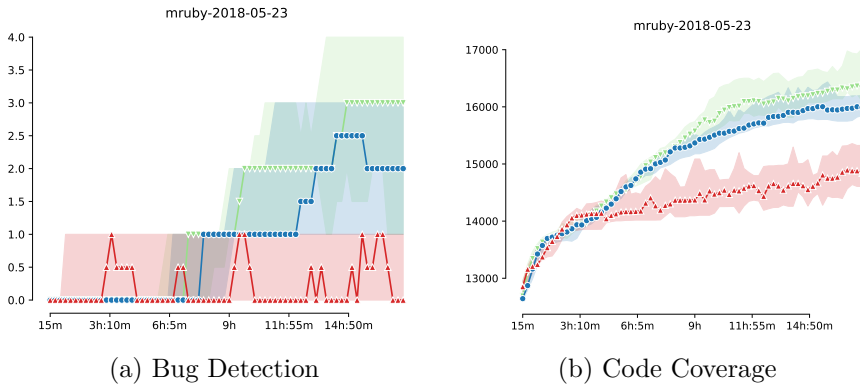 mruby-2018-05-23
4.0
3.5
3.0
2.5
2.0
1.5
1.0
0.5
0.0
15m 3h:10m 6h:5m 9h 11h:55m 14h:50m
(a) Bug Detection
mruby-2018-05-23
17000
16000
15000
14000
13000
15m 3h:10m 6h:5m 9h 11h:55m 14h:50m
(b) Code Coverage